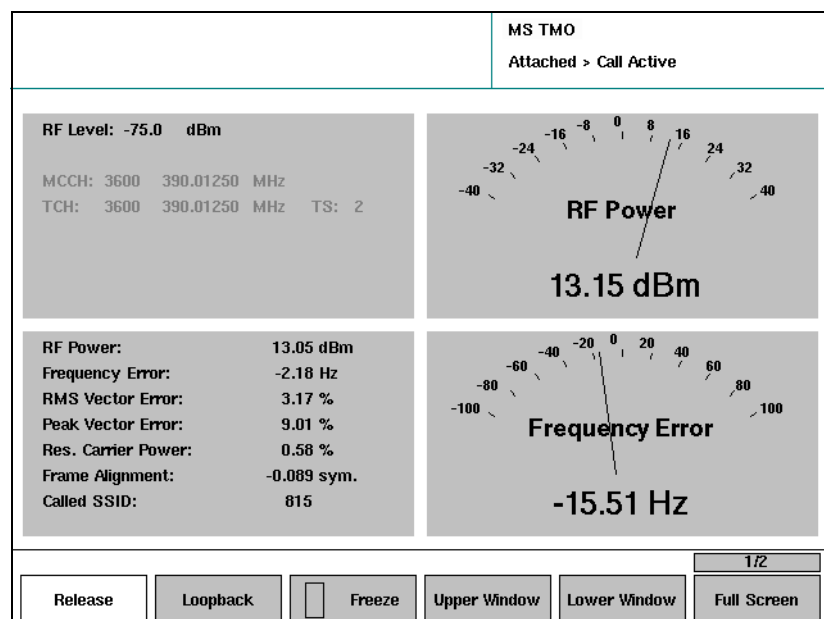 MS TMO
Attached > Call Active
RF Level: -75.0 dBm
MCCH: 3600 390.01250 MHz
TCH: 3600 390.01250 MHz TS: 2
-40 -32 -24 -16 -8 0 8 16 24 32 40
RF Power
13.15 dBm
RF Power: 13.05 dBm
Frequency Error: -2.18 Hz
RMS Vector Error: 3.17 %
Peak Vector Error: 9.01 %
Res. Carrier Power: 0.58 %
Frame Alignment: -0.089 sym.
Called SSID: 815
-100 -80 -60 -40 -20 0 20 40 60 80 100
Frequency Error
-15.51 Hz
1/2
Release Loopback Freeze Upper Window Lower Window Full Screen